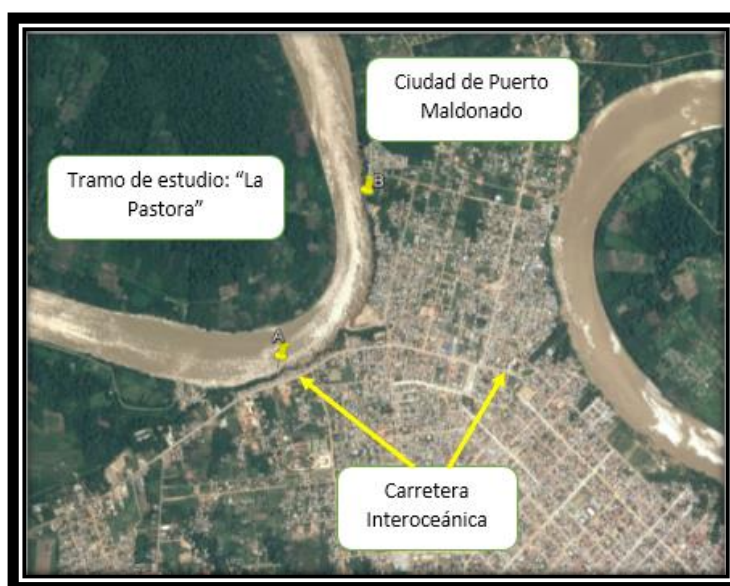 Ciudad de Puerto
Maldonado
Tramo de estudio: “La
Pastora”
B
A
Carretera
Interoceánica